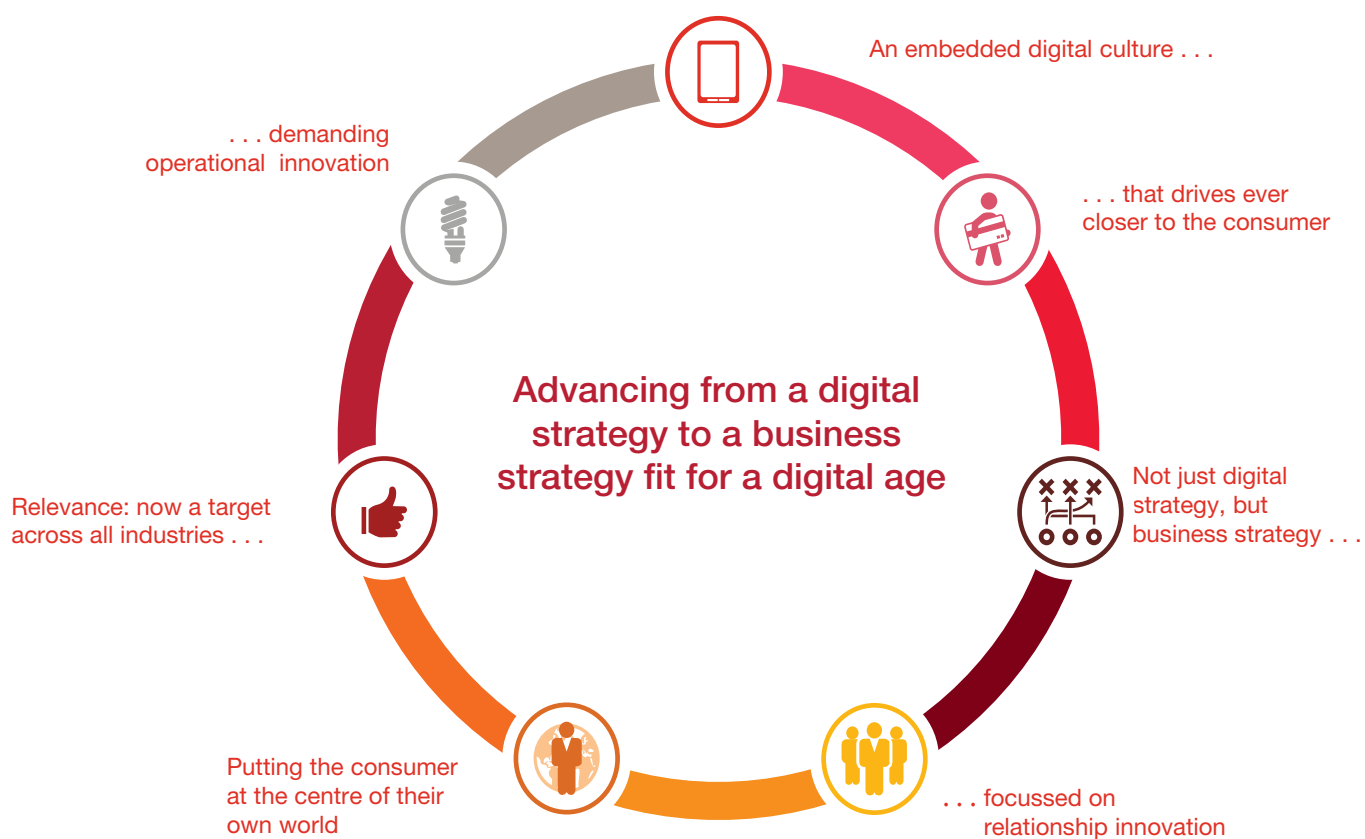 An embedded digital culture . . .
. . . that drives ever
closer to the consumer
Not just digital
strategy, but
business strategy . . .
. . . focussed on
relationship innovation
Putting the consumer
at the centre of their
own world
Relevance: now a target
across all industries . . .
. . . demanding
operational innovation
Advancing from a digital
strategy to a business
strategy fit for a digital age